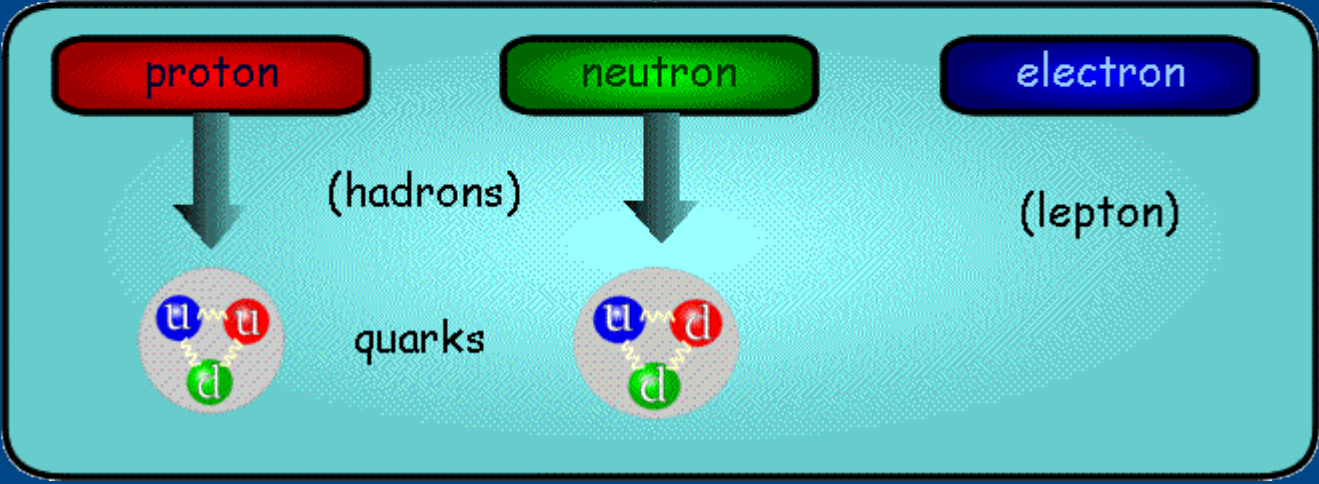 proton neutron electron
(hadrons)
(lepton)
u u u d
quarks
d d